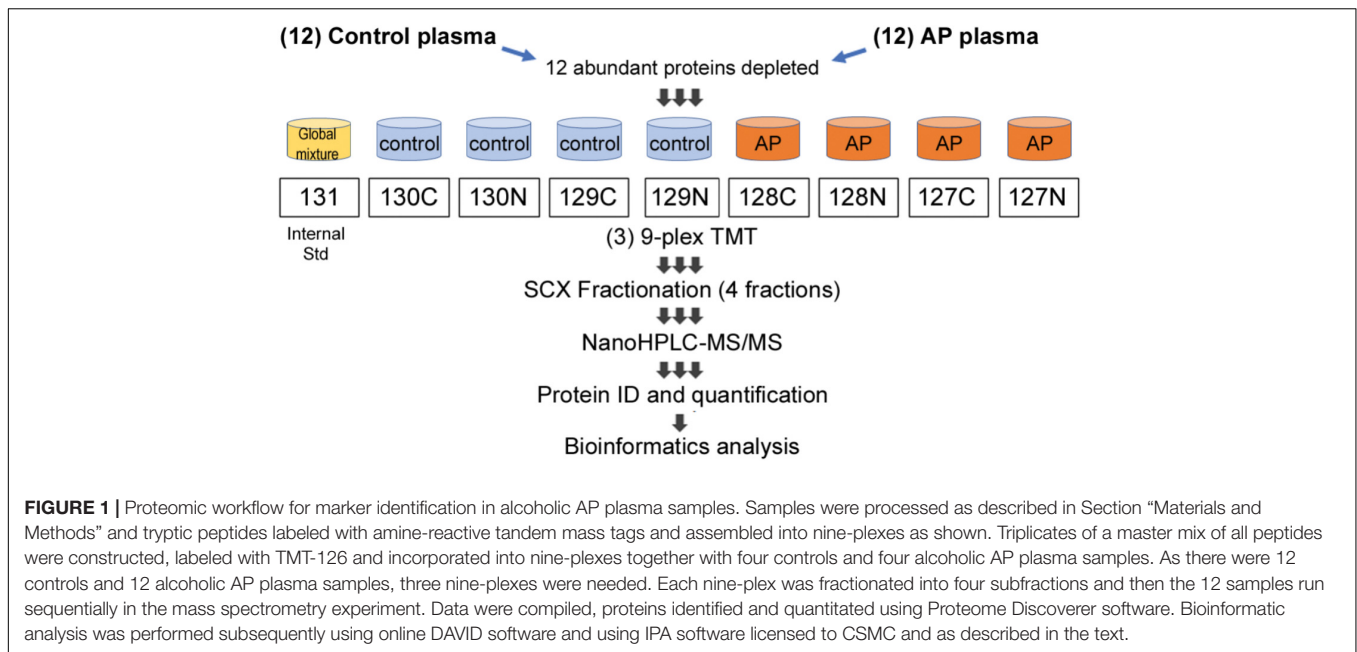 (12) Control plasma (12) AP plasma
12 abundant proteins depleted
Global mixture control control control control AP AP AP AP
131 130C 130N 129C 129N 128C 128N 127C 127N
Internal Std
(3) 9-plex TMT
SCX Fractionation (4 fractions)
NanoHPLC-MS/MS
Protein ID and quantification
Bioinformatics analysis
FIGURE 1 | Proteomic workflow for marker identification in alcoholic AP plasma samples. Samples were processed as described in Section “Materials and
Methods” and tryptic peptides labeled with amine-reactive tandem mass tags and assembled into nine-plexes as shown. Triplicates of a master mix of all peptides
were constructed, labeled with TMT-126 and incorporated into nine-plexes together with four controls and four alcoholic AP plasma samples. As there were 12
controls and 12 alcoholic AP plasma samples, three nine-plexes were needed. Each nine-plex was fractionated into four subfractions and then the 12 samples run
sequentially in the mass spectrometry experiment. Data were compiled, proteins identified and quantitated using Proteome Discoverer software. Bioinformatic
analysis was performed subsequently using online DAVID software and using IPA software licensed to CSMC and as described in the text.